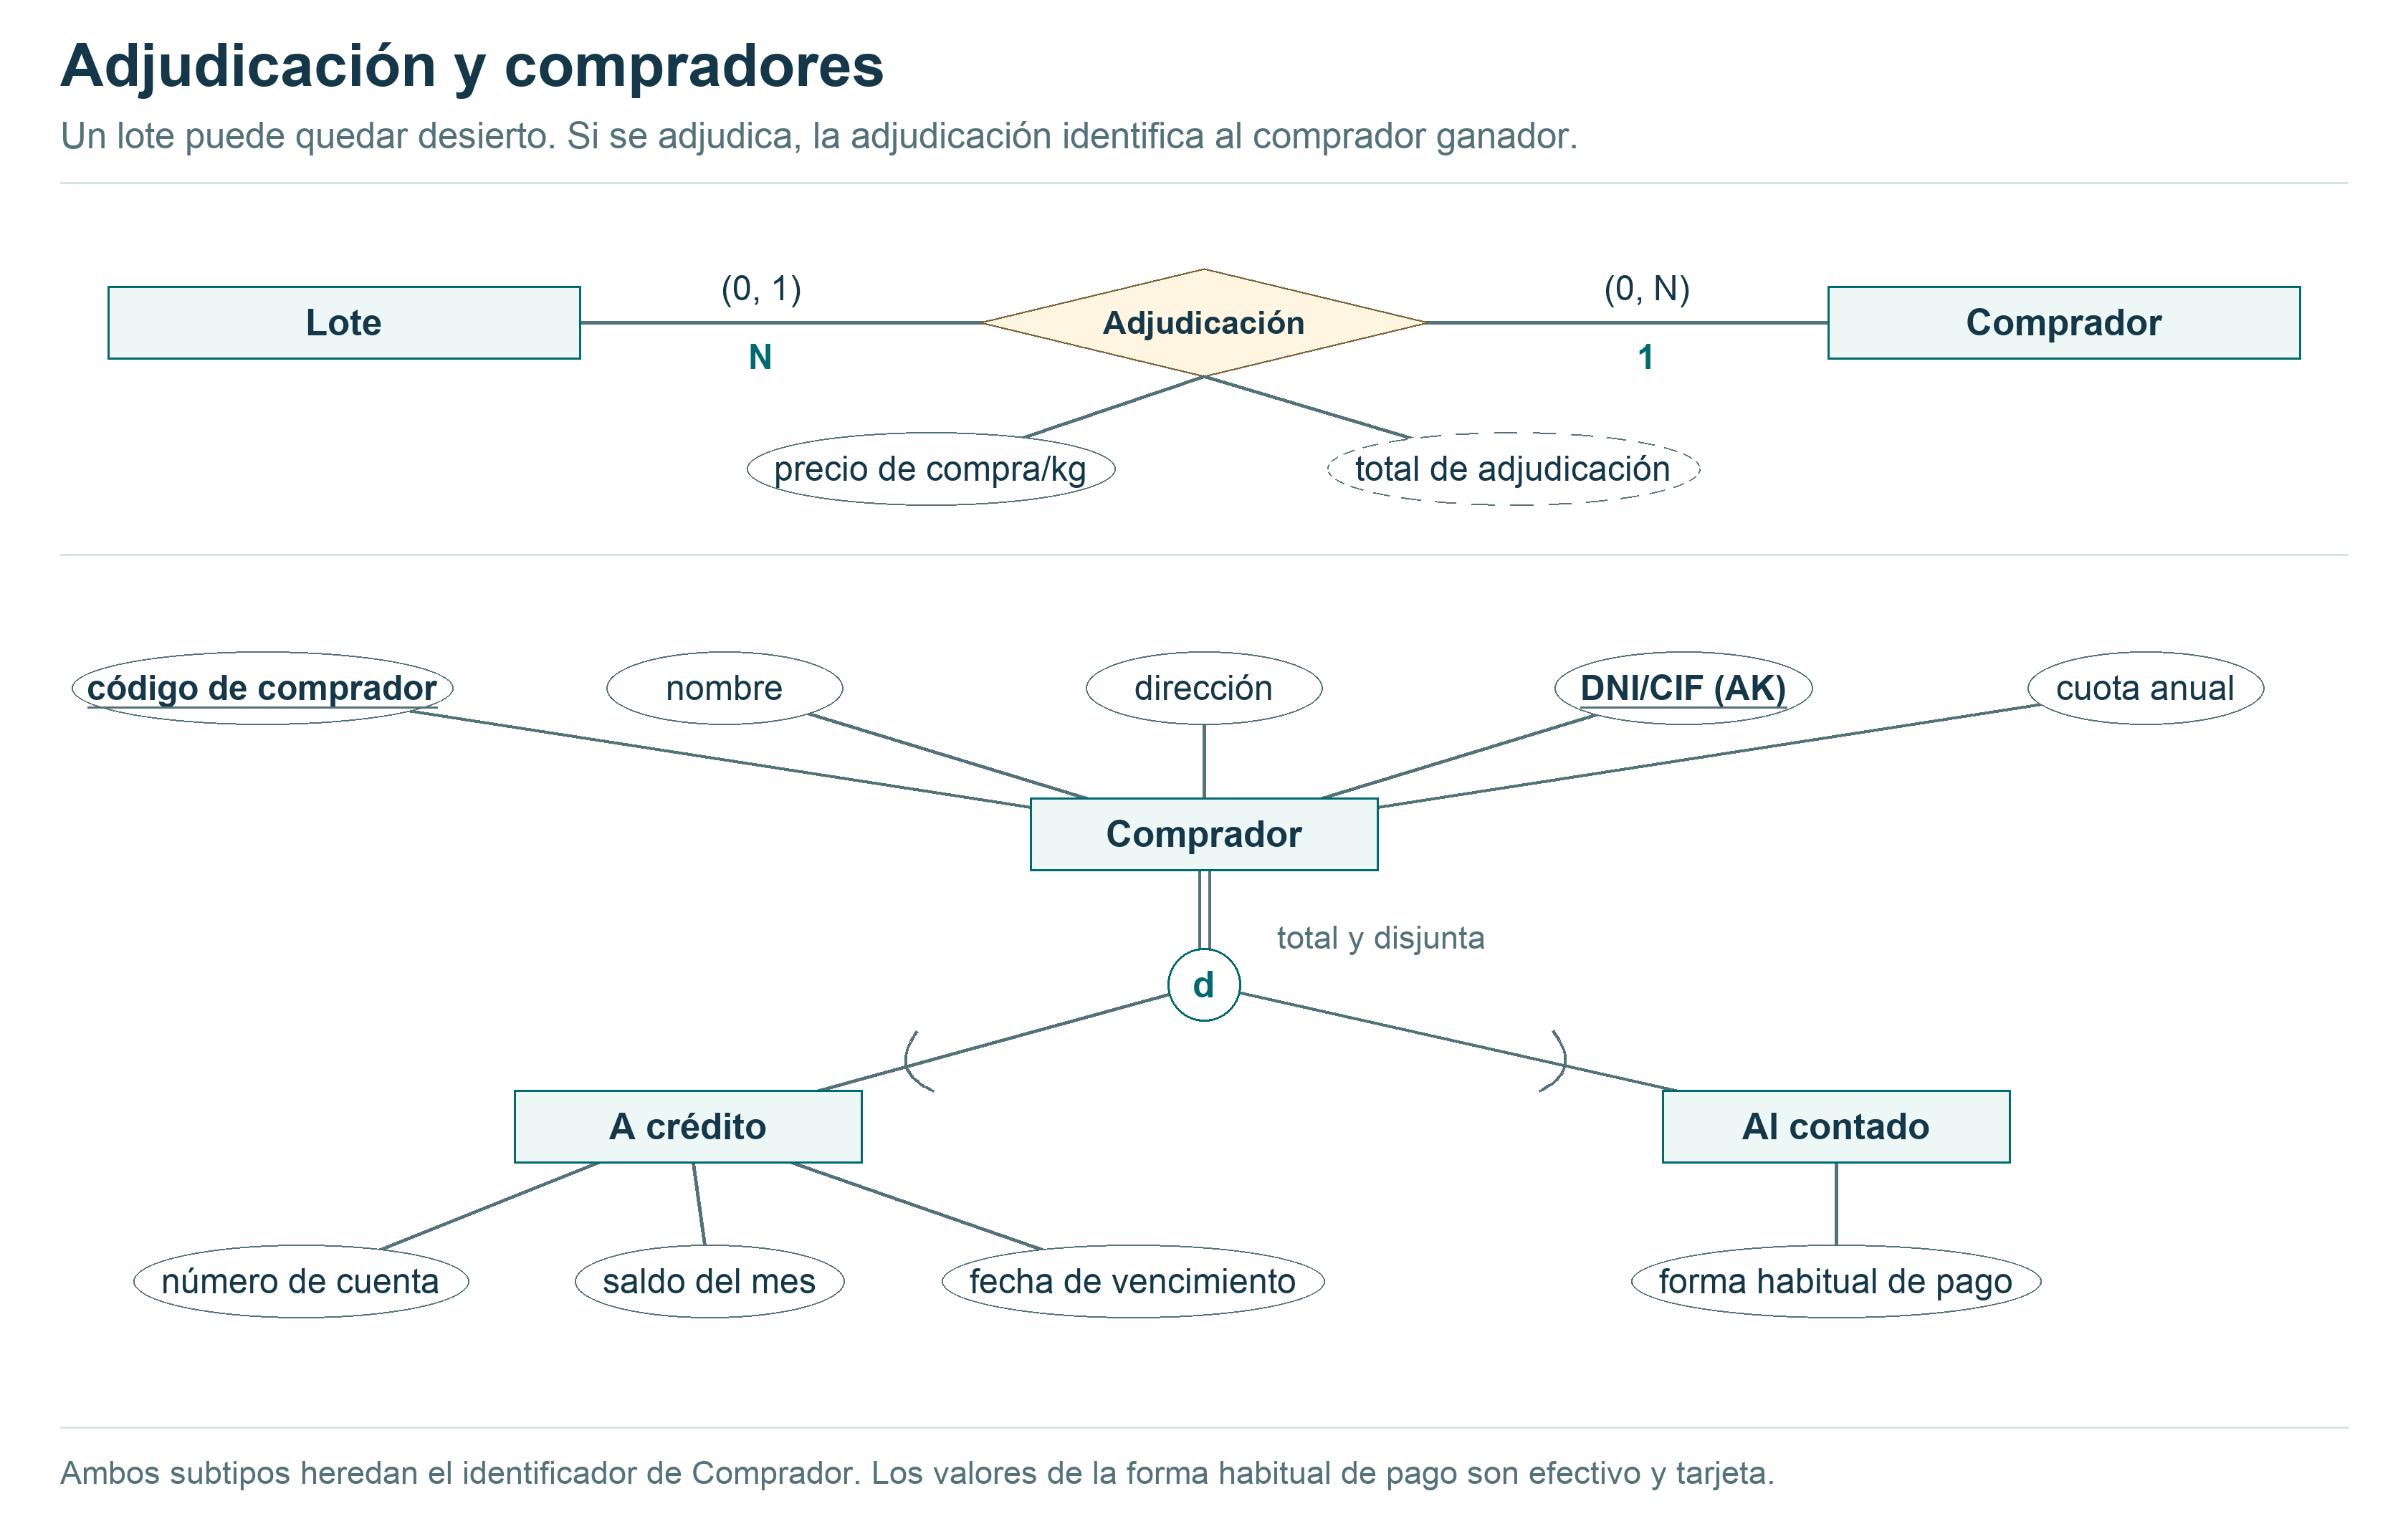 Adjudicación y compradores
Un lote puede quedar desierto. Si se adjudica, la adjudicación identifica al comprador ganador.
(0, 1)
(0, N)
Lote
Adjudicación
Comprador
N
1
precio de compra/kg
total de adjudicación
código de comprador
nombre
dirección
DNI/CIF (AK)
cuota anual
Comprador
total y disjunta
d
A crédito
Al contado
número de cuenta
saldo del mes
fecha de vencimiento
forma habitual de pago
Ambos subtipos heredan el identificador de Comprador. Los valores de la forma habitual de pago son efectivo y tarjeta.